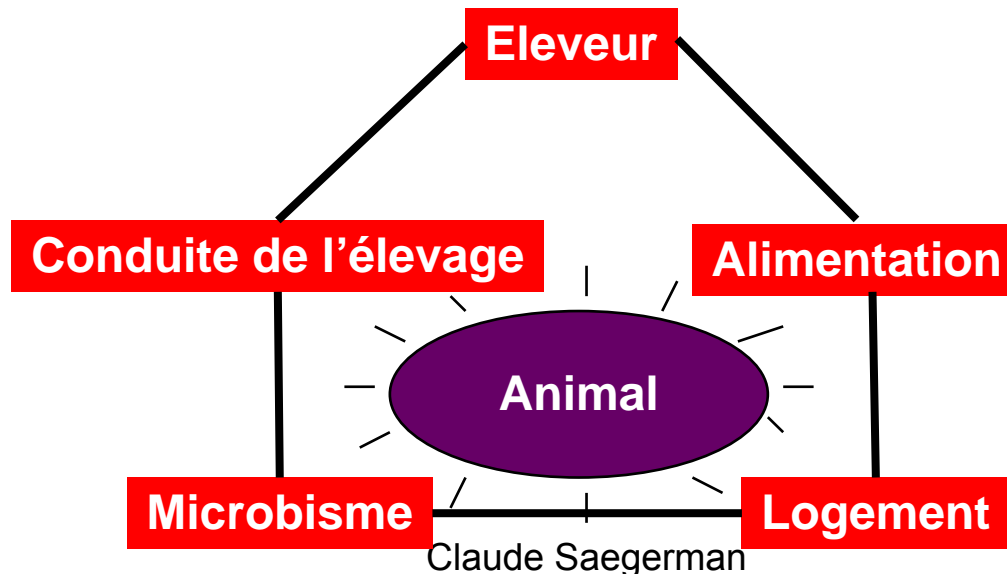 Eleveur
Conduite de l’élevage
Alimentation
Animal
Microbisme
Logement
Claude Saegerman